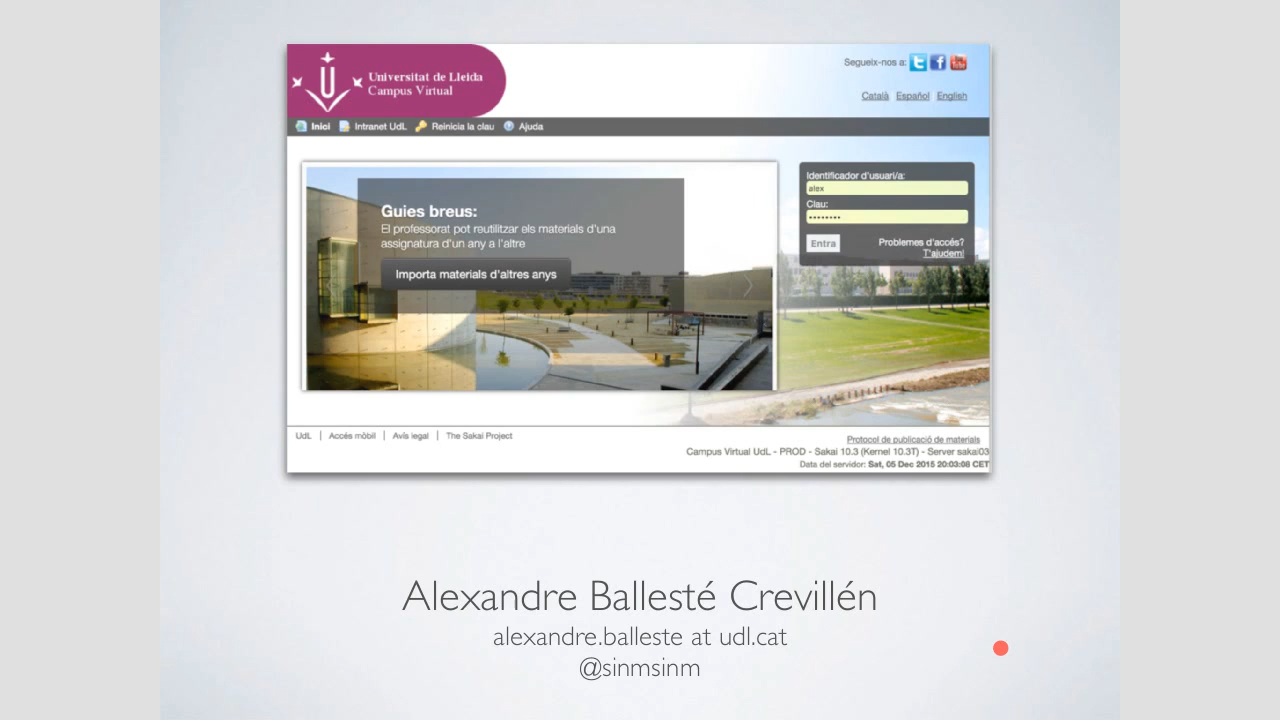 Universitat de Lleida
Campus Virtual
Segueix-nos a:
Català Español English
Inici Intranet UdL Reinicia la clau Ajuda
Guies breus:
El professorat pot reutilitzar els materials d'una
assignatura d'un any a l'altre
Importa materials d'altres anys
Identificador d'usuari/a:
alex
Clau:
••••••••
Entra
Problemes d'accés?
T'ajudem!
UdL | Accés mòbil | Avís legal | The Sakai Project
Protocol de publicació de materials
Campus Virtual UdL - PROD - Sakai 10.3 (Kernel 10.3T) - Server sakai03
Data del servidor: Sat, 05 Dec 2015 20:03:08 CET
Alexandre Ballesté Crevillén
alexandre.balleste at udl.cat
@sinmsinm